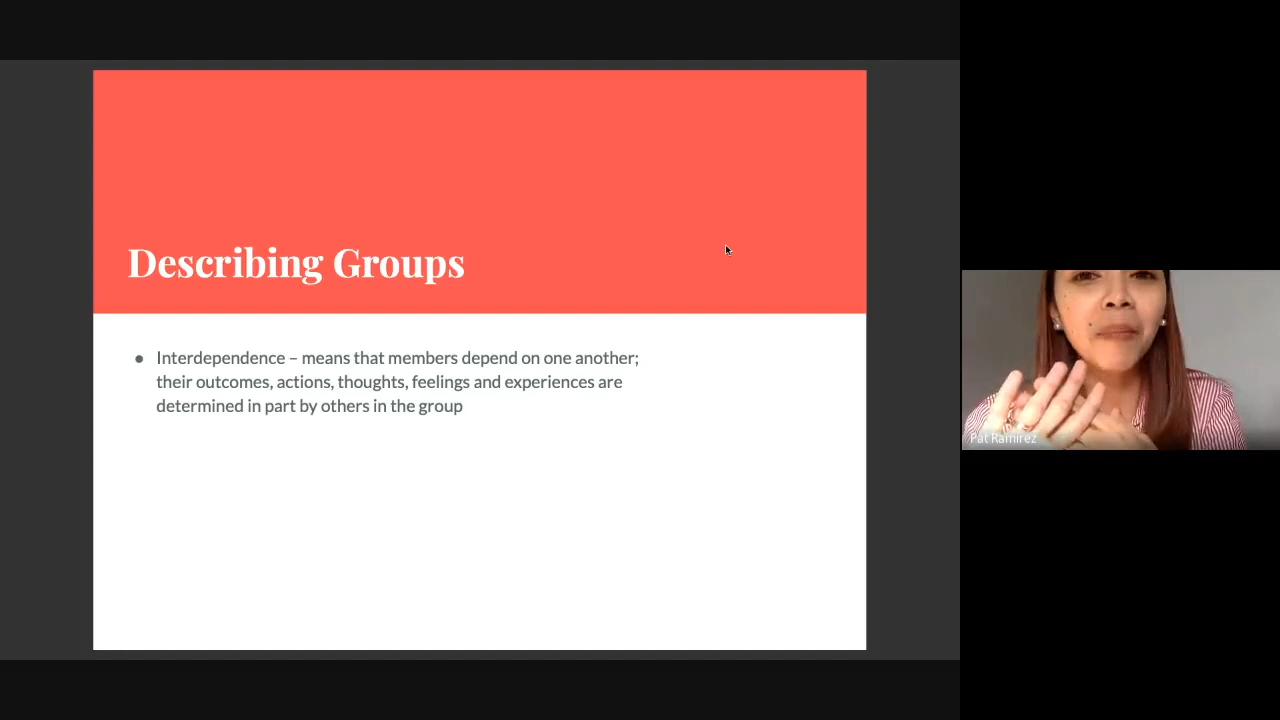 Describing Groups
● Interdependence – means that members depend on one another;
their outcomes, actions, thoughts, feelings and experiences are
determined in part by others in the group
Pat Ramirez